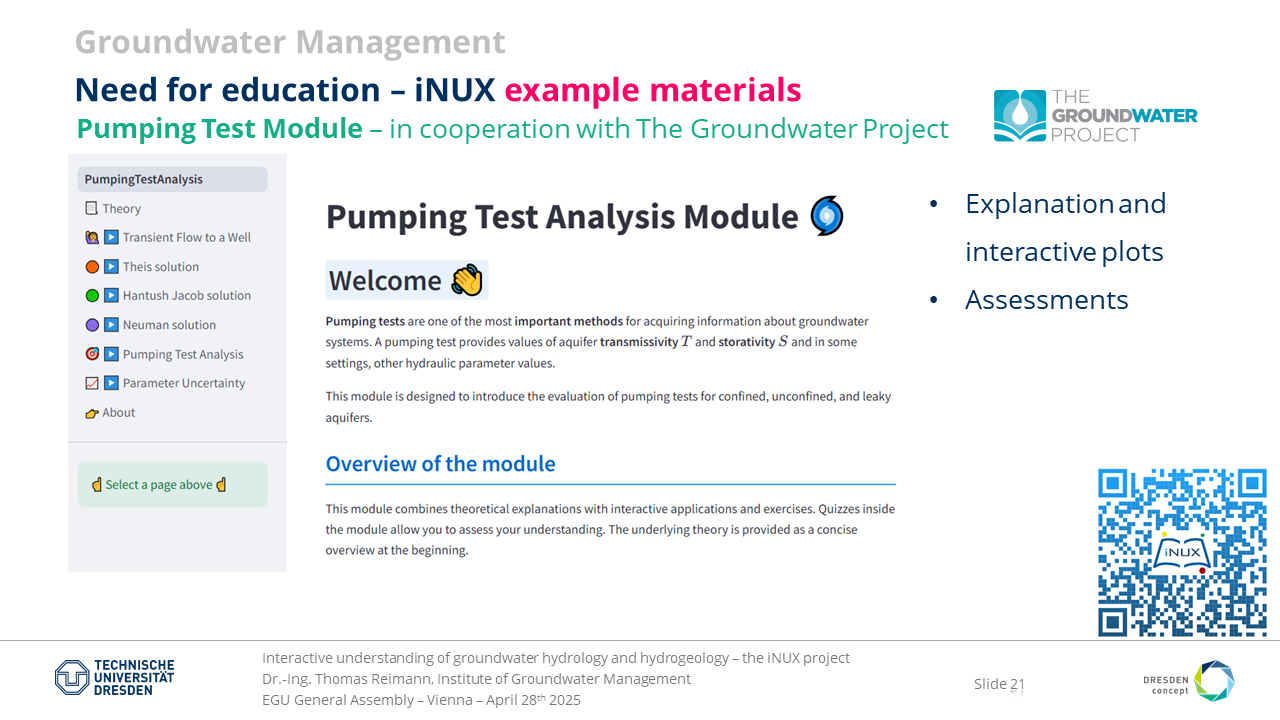 Groundwater Management
Need for education – iNUX example materials
Pumping Test Module – in cooperation with The Groundwater Project
THE
GROUNDWATER
PROJECT
PumpingTestAnalysis
Theory
Transient Flow to a Well
Theis solution
Hantush Jacob solution
Neuman solution
Pumping Test Analysis
Parameter Uncertainty
About
Select a page above
Pumping Test Analysis Module
Welcome
Pumping tests are one of the most important methods for acquiring information about groundwater
systems. A pumping test provides values of aquifer transmissivity T and storativity S and in some
settings, other hydraulic parameter values.
This module is designed to introduce the evaluation of pumping tests for confined, unconfined, and leaky
aquifers.
Overview of the module
This module combines theoretical explanations with interactive applications and exercises. Quizzes inside
the module allow you to assess your understanding. The underlying theory is provided as a concise
overview at the beginning.
• Explanation and
interactive plots
• Assessments
iNUX
TECHNISCHE
UNIVERSITÄT
DRESDEN
Interactive understanding of groundwater hydrology and hydrogeology – the iNUX project
Dr.-Ing. Thomas Reimann, Institute of Groundwater Management
EGU General Assembly – Vienna – April 28th 2025
Slide 21
DRESDEN
concept